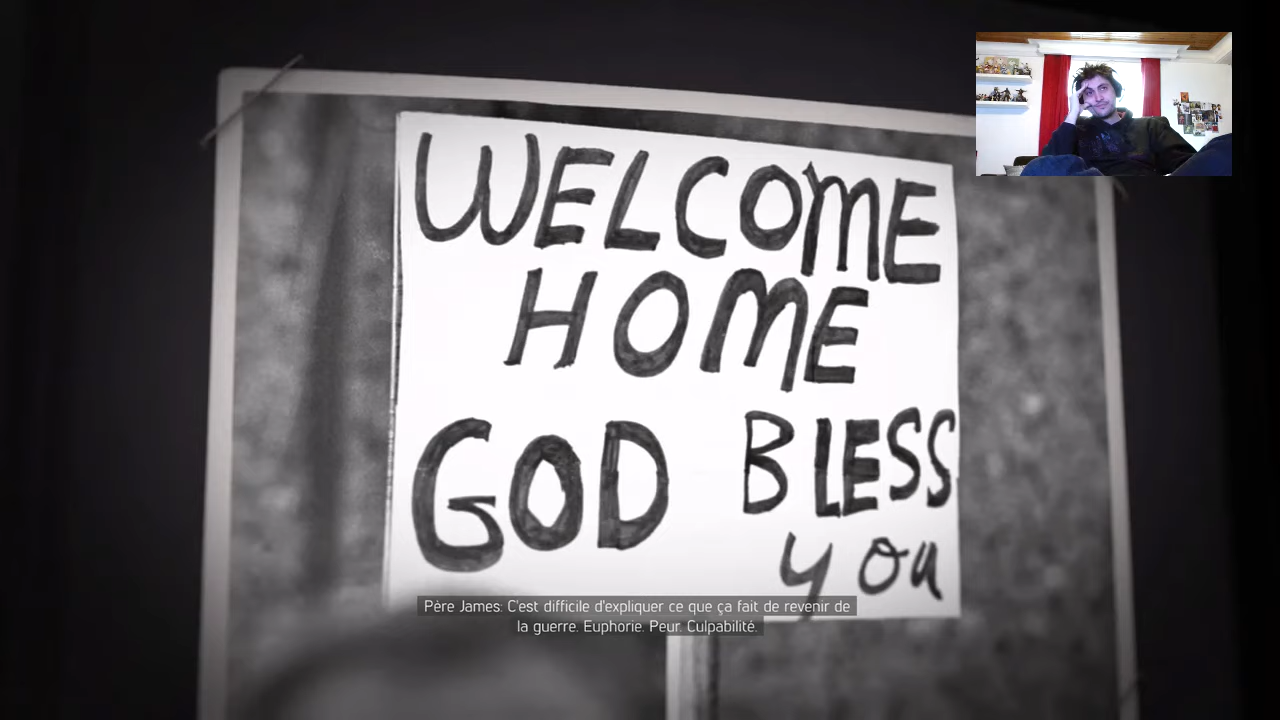 WELCOME
HOME
GOD BLESS
you
Père James: C'est difficile d'expliquer ce que ça fait de revenir de
la guerre. Euphorie. Peur. Culpabilité.